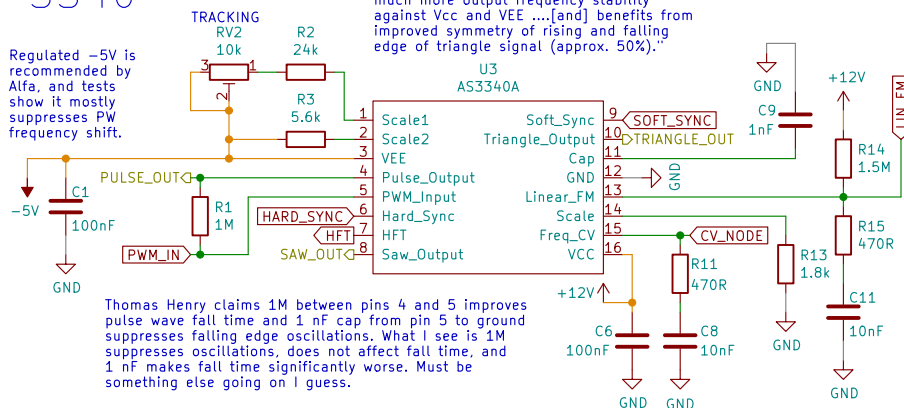 3340
much more output frequency stability
against Vcc and VEE ....[and] benefits from
improved symmetry of rising and falling
edge of triangle signal (approx. 50%)."
TRACKING
RV2
10k
3
1
2
R2
24k
R3
5.6k
Regulated -5V is
recommended by
Alfa, and tests
show it mostly
suppresses PW
frequency shift.
U3
AS3340A
1 Scale1
2 Scale2
3 VEE
4 Pulse_Output
5 PWM_Input
6 Hard_Sync
7 HFT
8 Saw_Output
Soft_Sync 9
Triangle_Output 10
Cap 11
GND 12
Linear_FM 13
Scale 14
Freq_CV 15
VCC 16
SOFT_SYNC
TRIANGLE_OUT
GND
C9
1nF
GND
+12V
LIN_FM
R14
1.5M
R15
470R
C11
10nF
GND
CV_NODE
R13
1.8k
GND
R11
470R
C8
10nF
GND
+12V
C6
100nF
GND
-5V
C1
100nF
GND
PULSE_OUT
R1
1M
PWM_IN
HARD_SYNC
HFT
SAW_OUT
Thomas Henry claims 1M between pins 4 and 5 improves
pulse wave fall time and 1 nF cap from pin 5 to ground
suppresses falling edge oscillations. What I see is 1M
suppresses oscillations, does not affect fall time, and
1 nF makes fall time significantly worse. Must be
something else going on I guess.